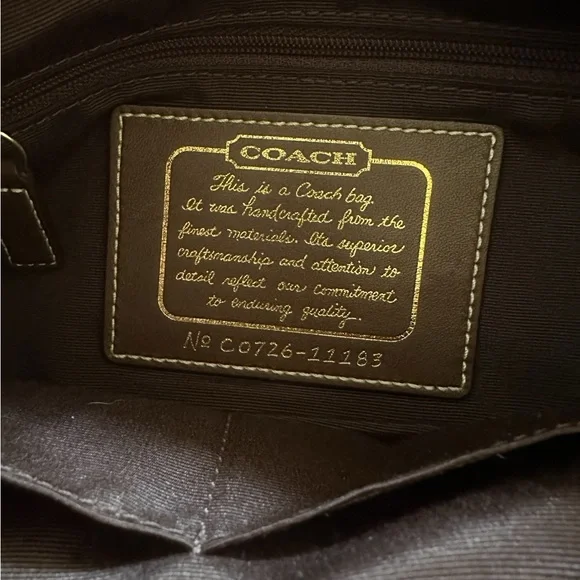 COACH
This is a Coach bag.
It was handcrafted from the
finest materials. Its superior
craftsmanship and attention to
detail reflect our commitment
to enduring quality.
No C0726-11183